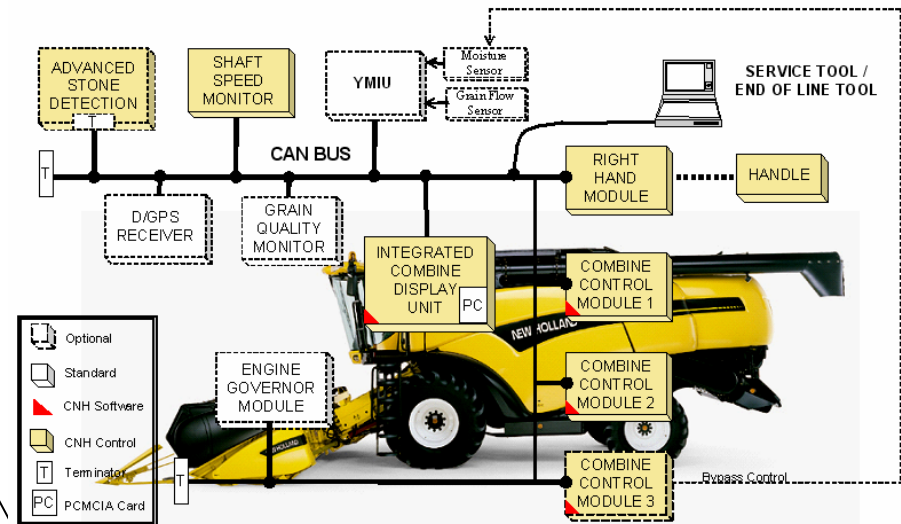 ADVANCED
STONE
DETECTION
T
SHAFT
SPEED
MONITOR
YMIU
Moisture
Sensor
Grain Flow
Sensor
SERVICE TOOL /
END OF LINE TOOL
CAN BUS
T
RIGHT
HAND
MODULE
HANDLE
D/GPS
RECEIVER
GRAIN
QUALITY
MONITOR
INTEGRATED
COMBINE
DISPLAY
UNIT
PC
COMBINE
CONTROL
MODULE 1
NEW HOLLAND
Optional
Standard
CNH Software
CNH Control
T Terminator
PC PCMCIA Card
ENGINE
GOVERNOR
MODULE
COMBINE
CONTROL
MODULE 2
NEW HOLLAND
T
COMBINE
CONTROL
MODULE 3
Bypass Control